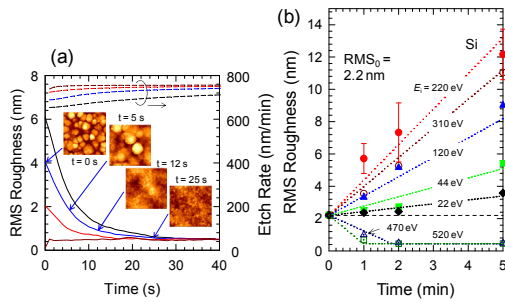 (a)
RMS Roughness (nm)
8
6
4
2
0
t = 5 s
t = 0 s
t = 12 s
t = 25 s
800
600
400
200
0
Etch Rate (nm/min)
0 10 20 30 40
Time (s)
(b)
RMS Roughness (nm)
14
12
10
8
6
4
2
0
RMS0 =
2.2 nm
Si
Ei = 220 eV
310 eV
120 eV
44 eV
22 eV
470 eV
520 eV
0 1 2 3 4 5
Time (min)